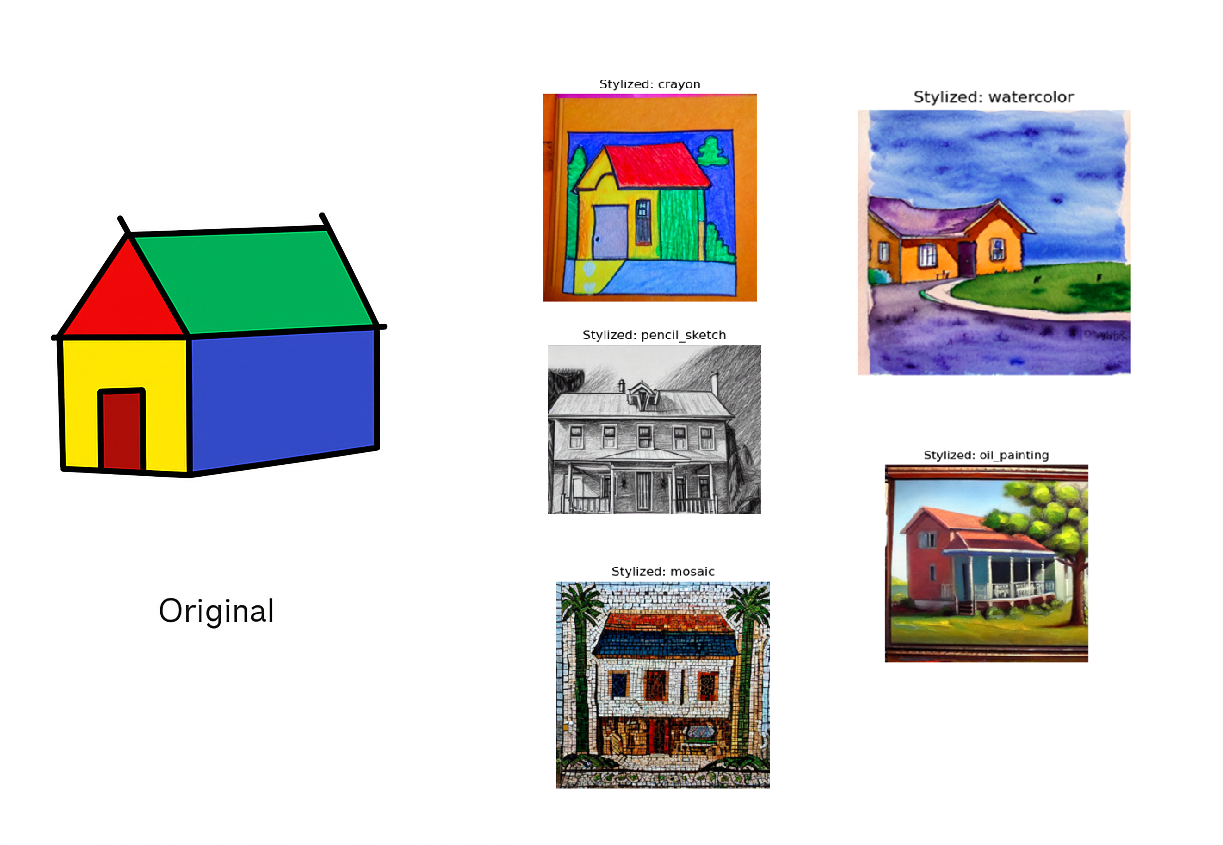 Stylized: crayon
Stylized: watercolor
Stylized: pencil_sketch
Stylized: oil_painting
Stylized: mosaic
Original